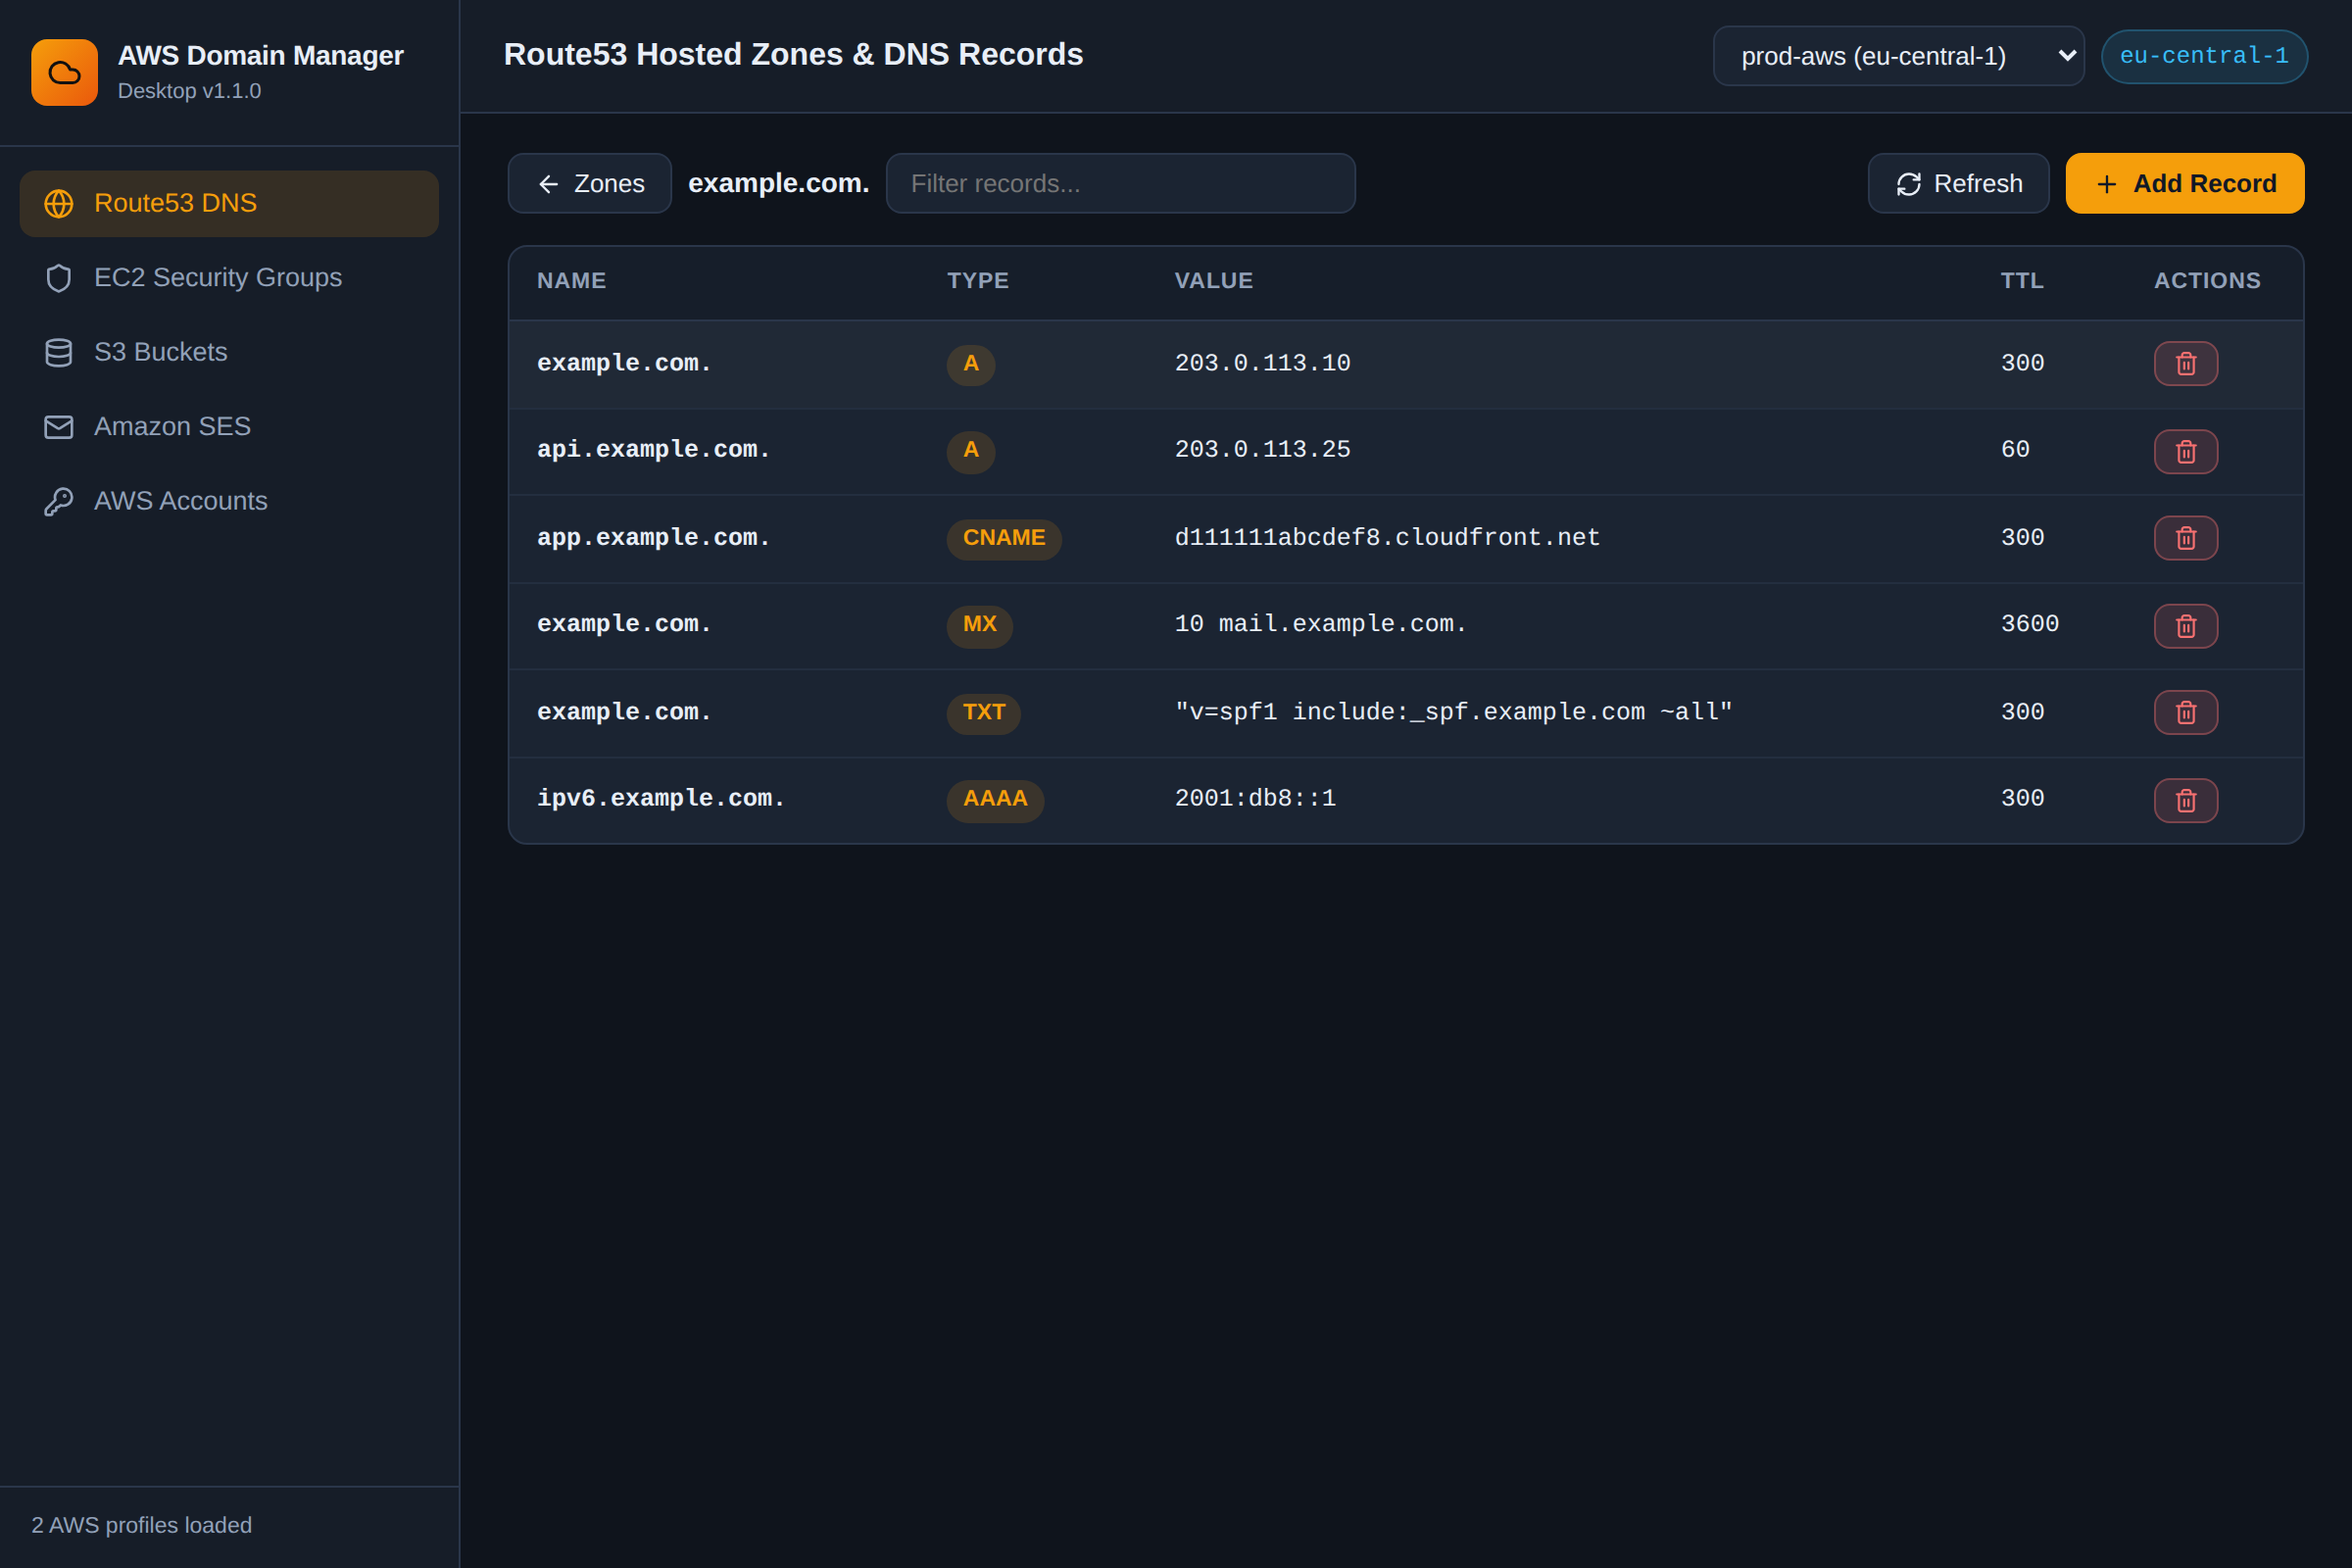 AWS Domain Manager
Desktop v1.1.0
Route53 DNS
EC2 Security Groups
S3 Buckets
Amazon SES
AWS Accounts
2 AWS profiles loaded
Route53 Hosted Zones & DNS Records
prod-aws (eu-central-1)
eu-central-1
Zones
example.com.
Filter records...
Refresh
Add Record
NAME TYPE VALUE TTL ACTIONS
example.com. A 203.0.113.10 300
api.example.com. A 203.0.113.25 60
app.example.com. CNAME d111111abcdef8.cloudfront.net 300
example.com. MX 10 mail.example.com. 3600
example.com. TXT "v=spf1 include:_spf.example.com ~all" 300
ipv6.example.com. AAAA 2001:db8::1 300